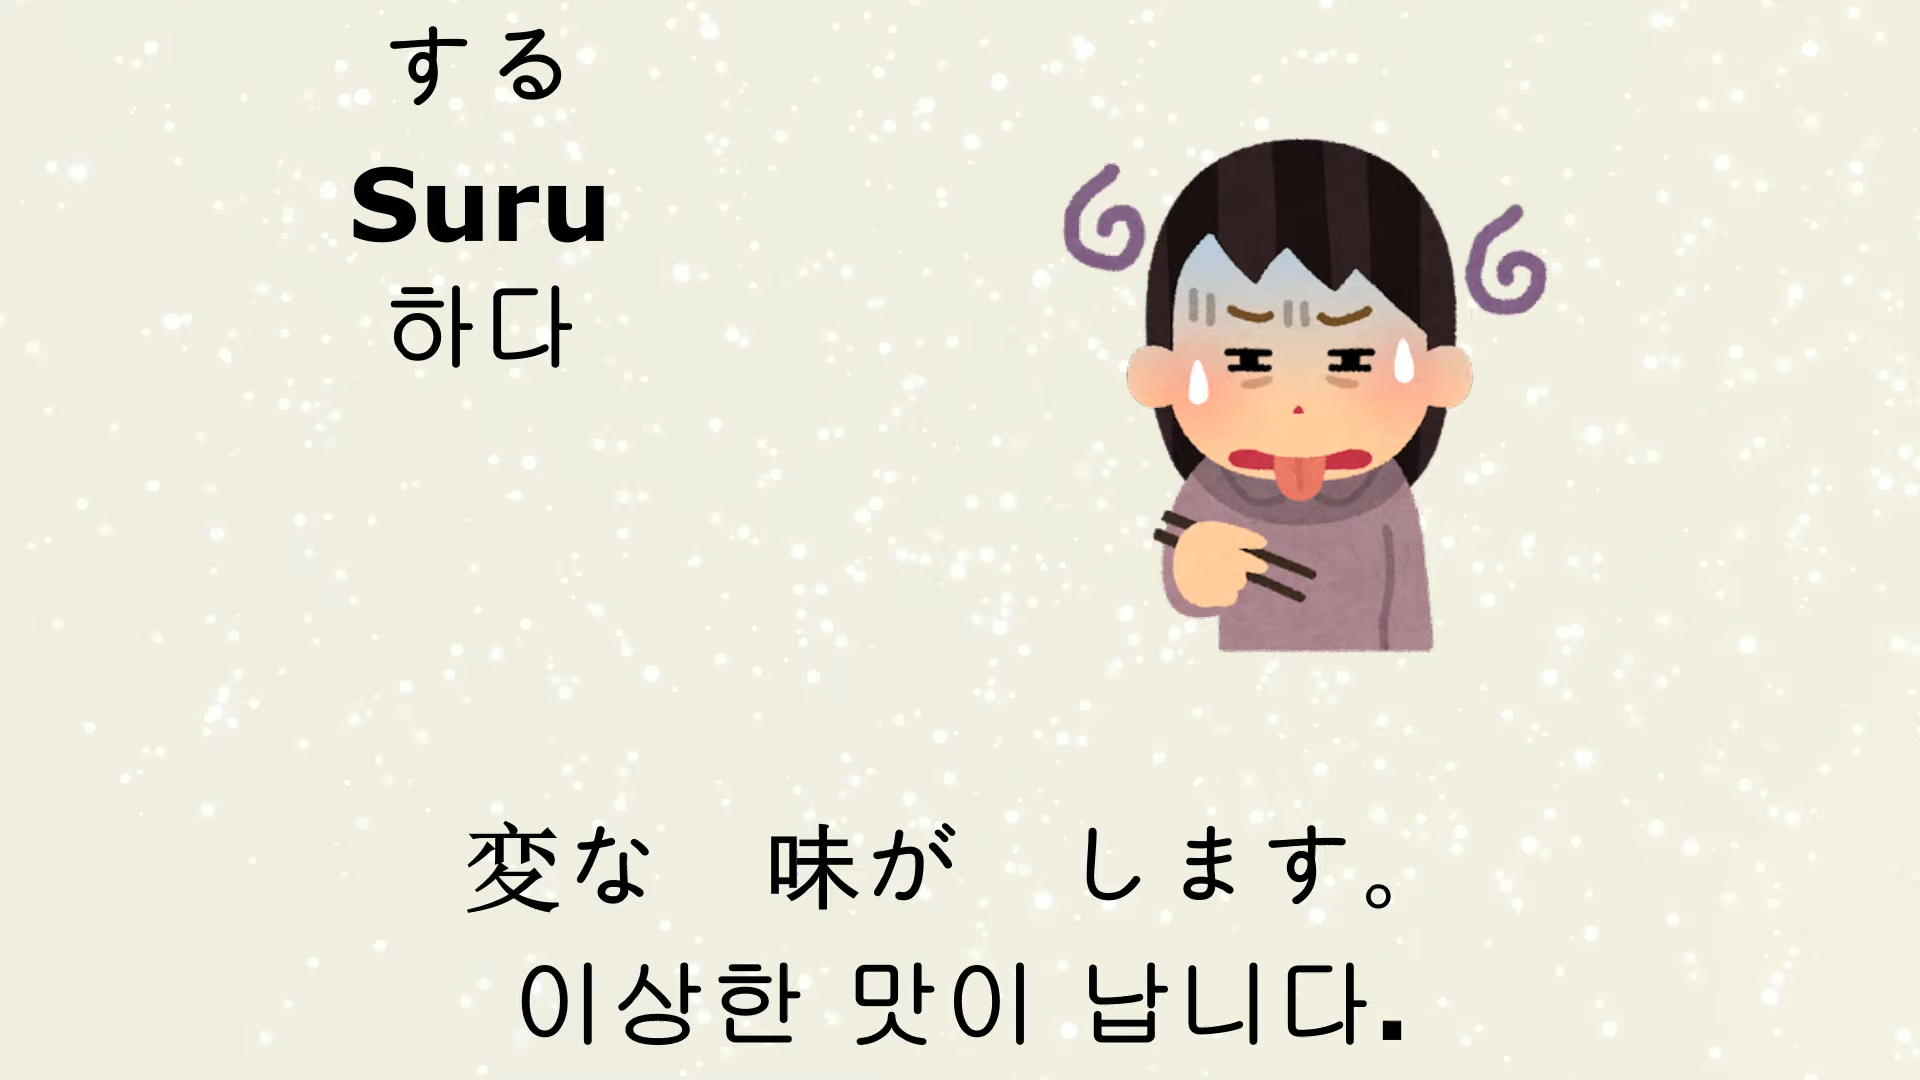 する
Suru
하다
変な　味が　します。
이상한 맛이 납니다.